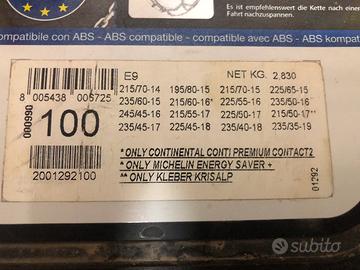 Es ist empfehlenswert die Kette nach einer
Fahrt nachzuspannen.
compatibile con ABS - ABS compatible - compatible avec ABS - ABS kompat
E9
NET KG. 2,830
215/70-14 195/80-15 215/70-15 225/65-15
235/60-15 215/60-16* 225/55-16 235/50-16
245/45-16 215/55-17 225/50-17 215/50-17
235/45-17 225/45-18 235/40-18 235/35-19
8 005438 005725
000990
100
2001292100
* ONLY CONTINENTAL CONTI PREMIUM CONTACT2
* ONLY MICHELIN ENERGY SAVER +
^^ ONLY KLEBER KRISALP
01292
subito